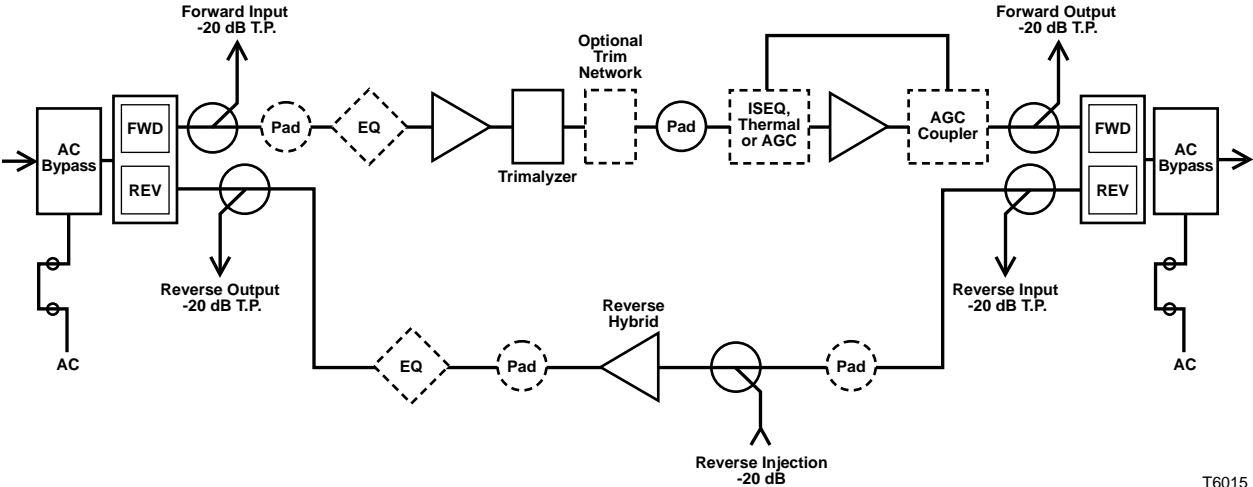 Forward Input
-20 dB T.P.
Forward Output
-20 dB T.P.
Optional
Trim
Network
AC
Bypass
FWD
REV
Pad
EQ
Trimalyzer
Pad
ISEQ,
Thermal
or AGC
AGC
Coupler
FWD
REV
AC
Bypass
Reverse Output
-20 dB T.P.
Reverse Input
-20 dB T.P.
AC
AC
Reverse
Hybrid
EQ
Pad
Pad
Reverse Injection
-20 dB
T6015